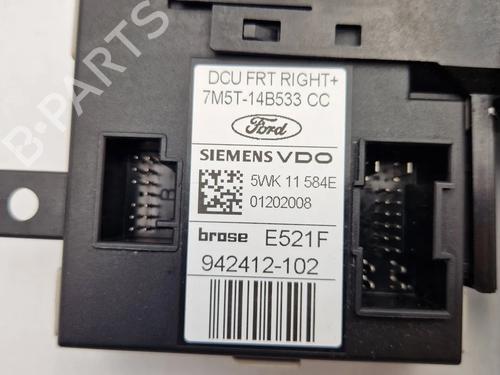 DCU FRT RIGHT+
7M5T-14B533 CC
Ford
SIEMENS VDO
5WK 11 584E
01202008
brose E521F
942412-102
B-PARTS